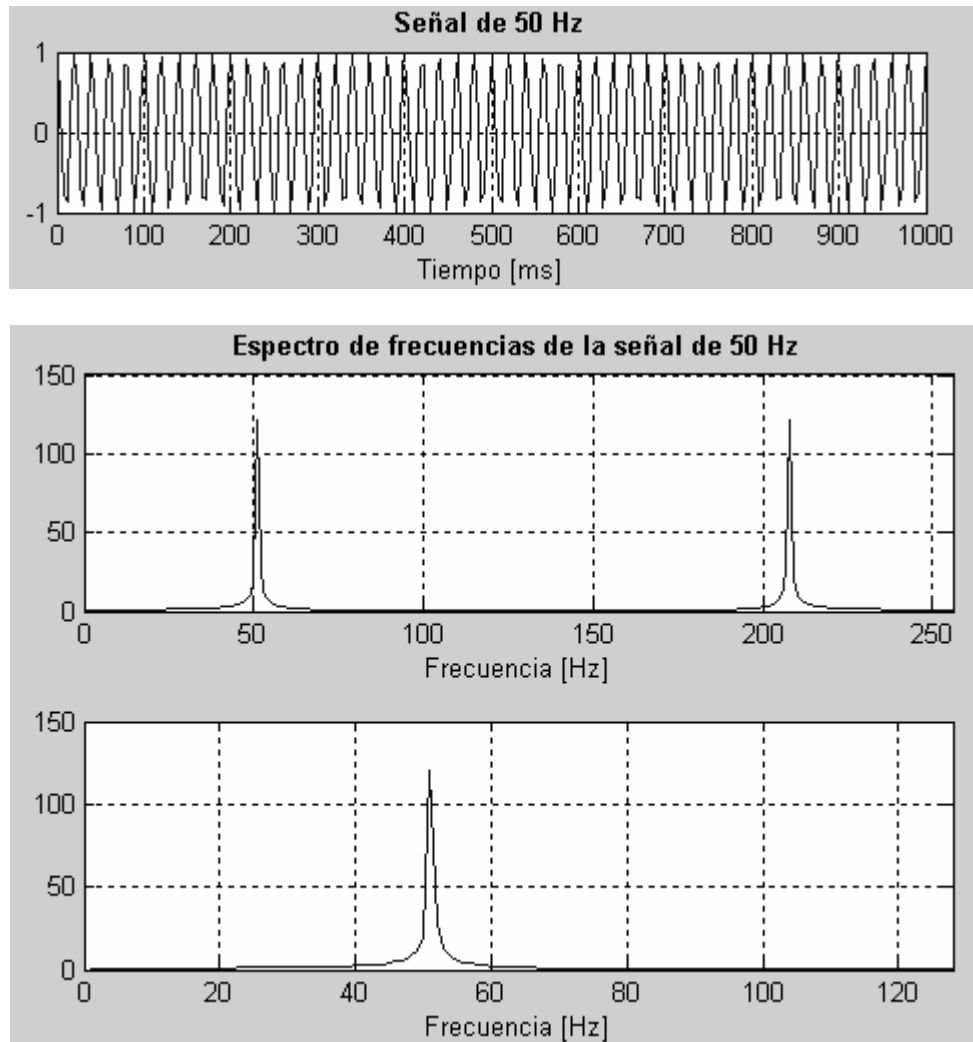 Señal de 50 Hz
1
0
-1
0 100 200 300 400 500 600 700 800 900 1000
Tiempo [ms]
Espectro de frecuencias de la señal de 50 Hz
150
100
50
0
0 50 100 150 200 250
Frecuencia [Hz]
150
100
50
0
0 20 40 60 80 100 120
Frecuencia [Hz]